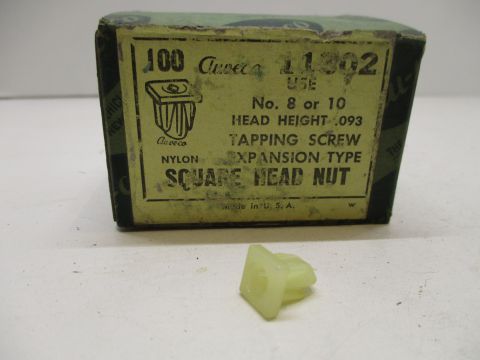 100 Auveco 11302
USE
No. 8 or 10
HEAD HEIGHT .093
Auveco
TAPPING SCREW
NYLON EXPANSION TYPE
SQUARE HEAD NUT
Made in U. S. A. W